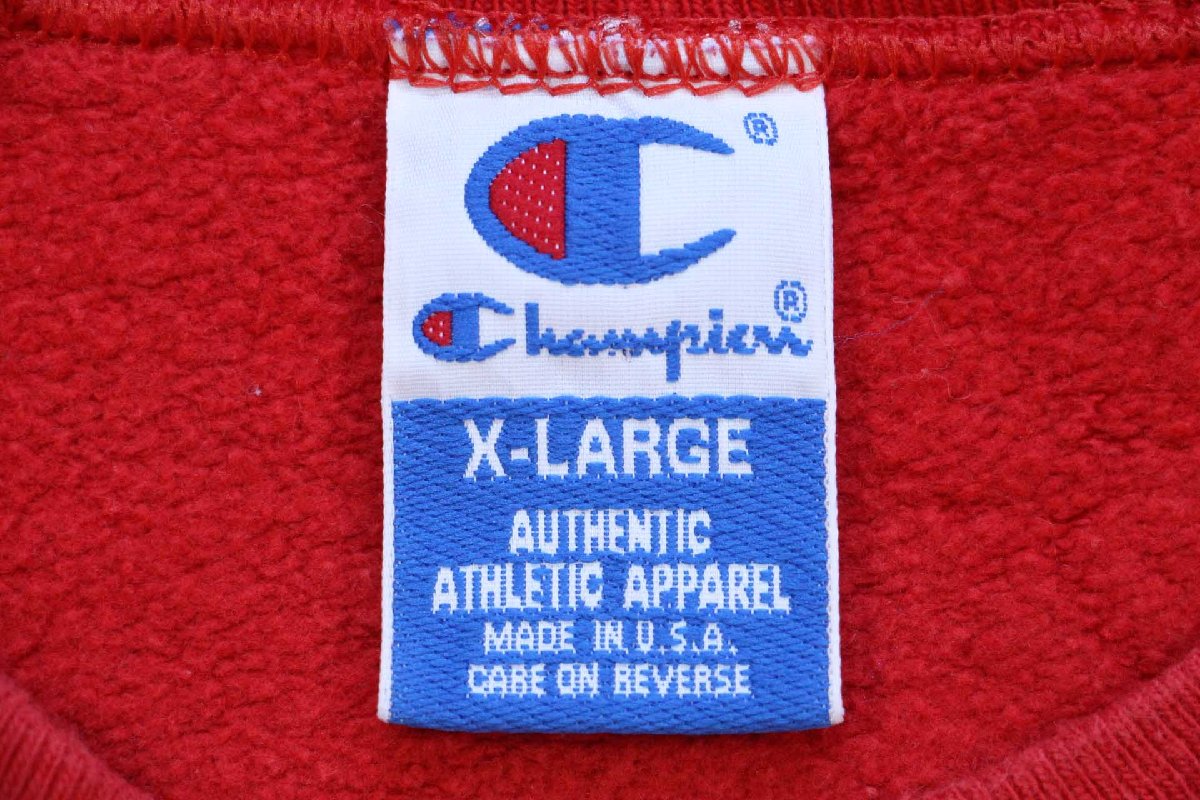 ®
Champion®
X-LARGE
AUTHENTIC
ATHLETIC APPAREL
MADE IN U.S.A.
CARE ON REVERSE